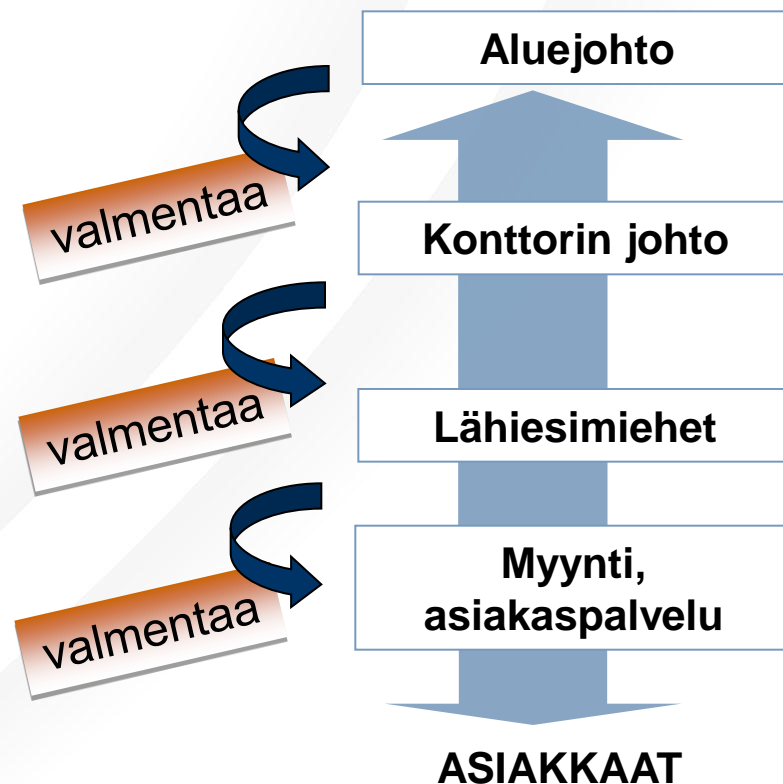 Aluejohto
valmentaa
Konttorin johto
valmentaa
Lähiesimiehet
valmentaa
Myynti,
asiakaspalvelu
ASIAKKAAT